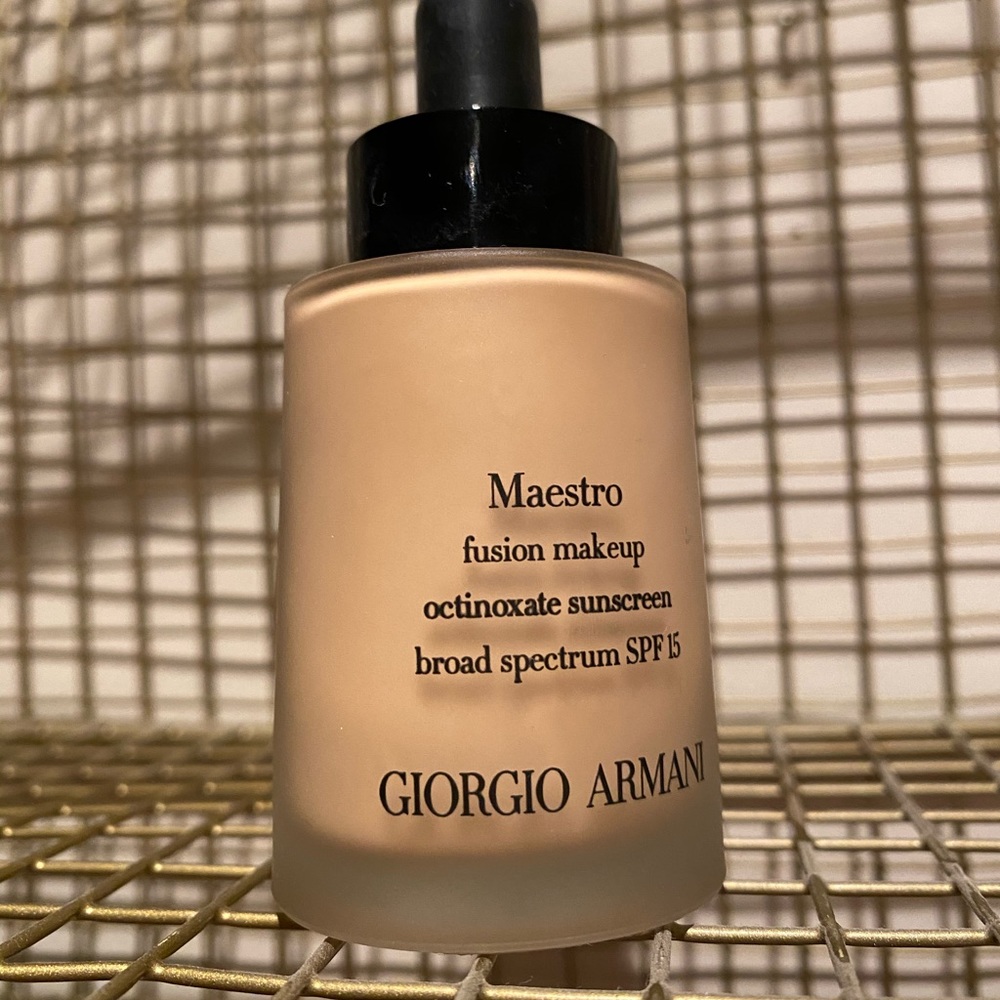 Maestro
fusion makeup
octinoxate sunscreen
broad spectrum SPF 15
GIORGIO ARMANI